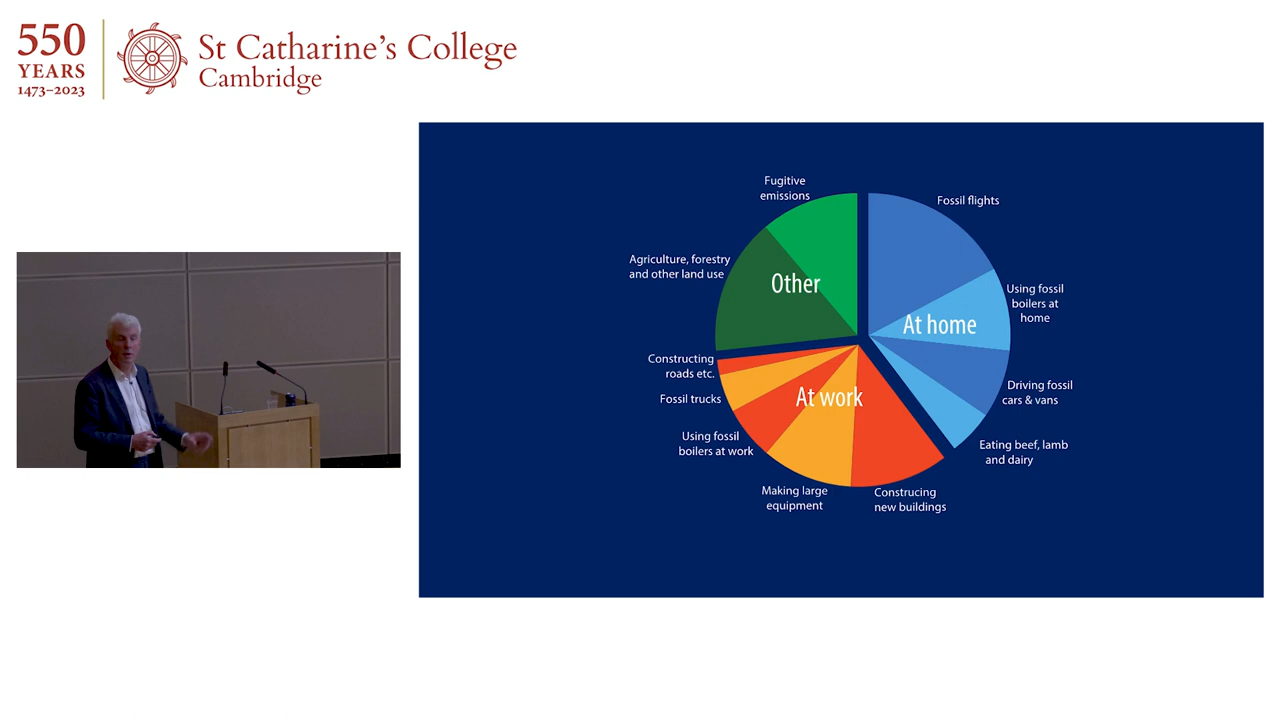 550
YEARS
1473–2023
St Catharine's College
Cambridge
Fugitive
emissions
Fossil flights
Agriculture, forestry
and other land use
Other
Using fossil
boilers at
home
At home
Constructing
roads etc.
Driving fossil
cars & vans
Fossil trucks
At work
Using fossil
boilers at work
Eating beef, lamb
and dairy
Making large
equipment
Construcing
new buildings